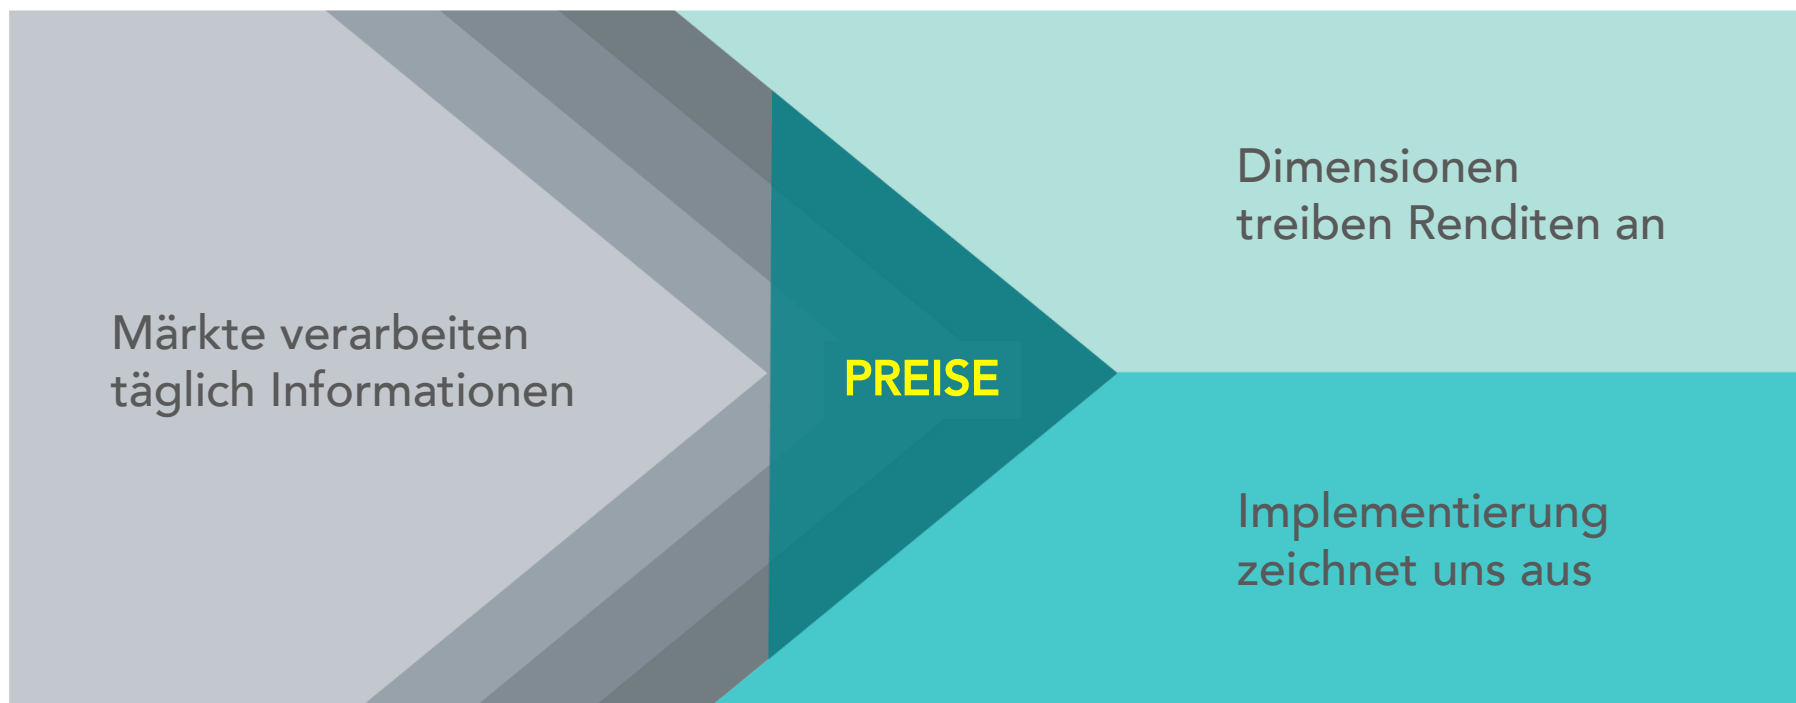 Märkte verarbeiten
täglich Informationen
PREISE
Dimensionen
treiben Renditen an
Implementierung
zeichnet uns aus